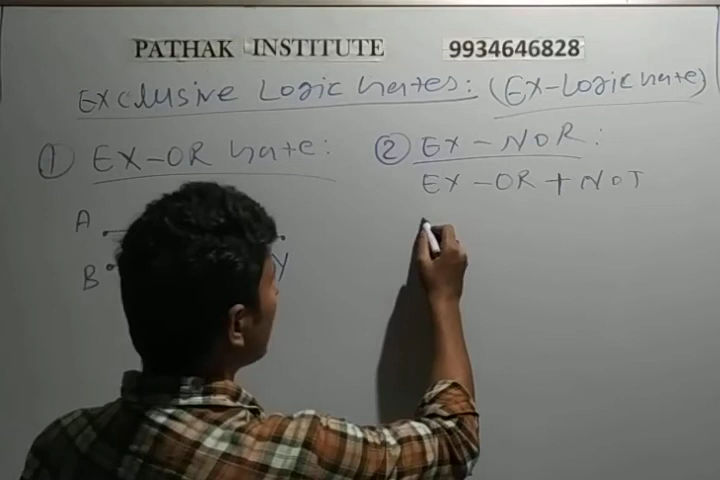 PATHAK INSTITUTE 9934646828
Exclusive Logic Gates: (EX-Logic Gate)
① EX-OR Gate:
A
B
Y
② EX-NOR:
EX-OR + NOT